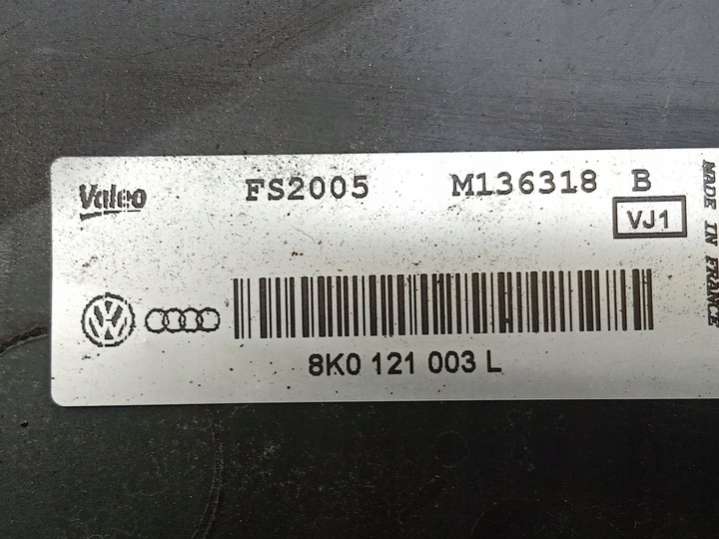 Valeo FS2005 M136318 B
VJ1
8K0 121 003 L
MADE IN FRANCE